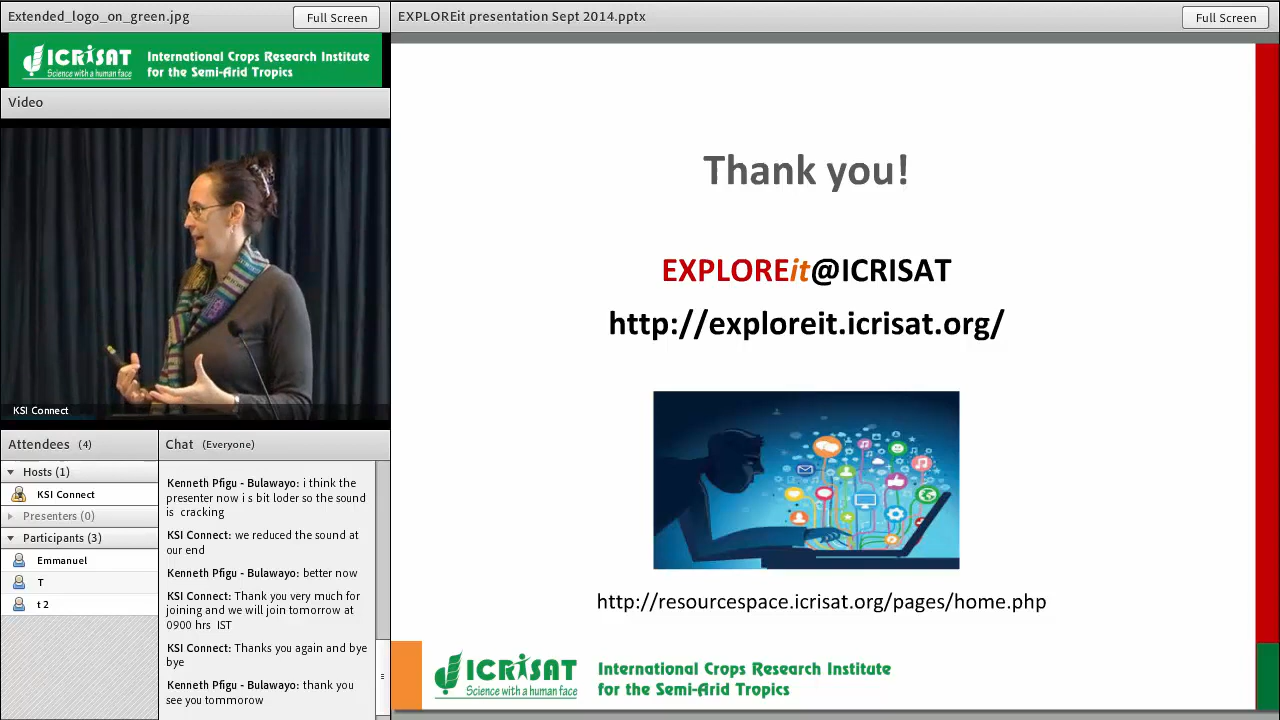 Extended_logo_on_green.jpg
Full Screen
ICRISAT
Science with a human face
International Crops Research Institute
for the Semi-Arid Tropics
Video
KSI Connect
Attendees (4)
Hosts (1)
KSI Connect
Presenters (0)
Participants (3)
Emmanuel
T
t 2
Chat (Everyone)
Kenneth Pfigu - Bulawayo: i think the
presenter now i s bit loder so the sound
is cracking
KSI Connect: we reduced the sound at
our end
Kenneth Pfigu - Bulawayo: better now
KSI Connect: Thank you very much for
joining and we will join tomorrow at
0900 hrs IST
KSI Connect: Thanks you again and bye
bye
Kenneth Pfigu - Bulawayo: thank you
see you tommorow
EXPLOREit presentation Sept 2014.pptx
Full Screen
Thank you!
EXPLOREit@ICRISAT
http://exploreit.icrisat.org/
http://resourcespace.icrisat.org/pages/home.php
ICRISAT
Science with a human face
International Crops Research Institute
for the Semi-Arid Tropics